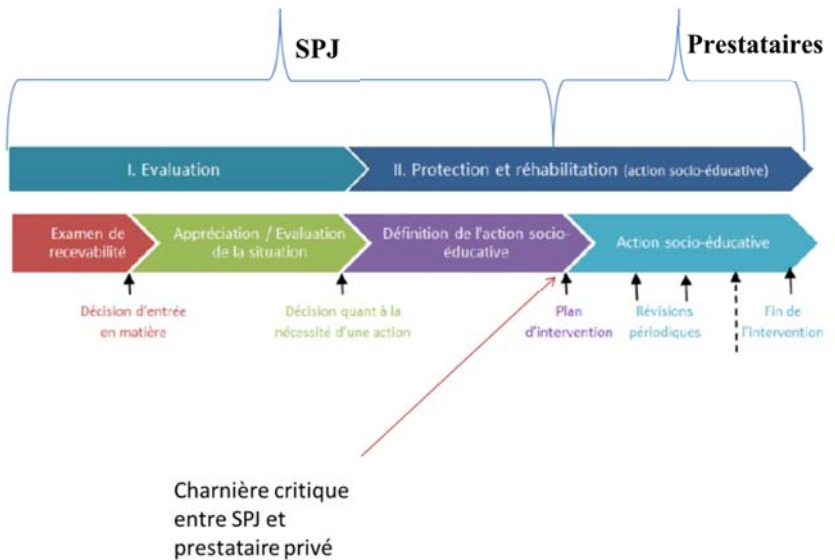 SPJ
Prestataires
I. Evaluation
II. Protection et réhabilitation (action socio-éducative)
Examen de
recevabilité
Appréciation / Evaluation
de la situation
Définition de l'action socio-
éducative
Action socio-éducative
Décision d'entrée
en matière
Décision quant à la
nécessité d'une action
Plan
d'intervention
Révisions
périodiques
Fin de
l'intervention
Charnière critique
entre SPJ et
prestataire privé